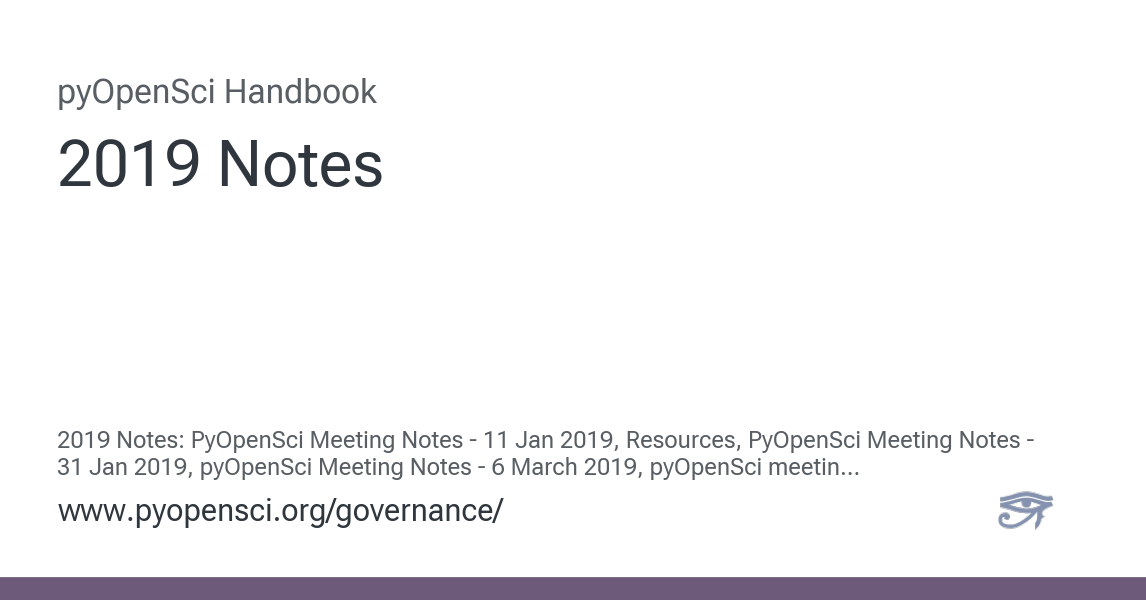 pyOpenSci Handbook
2019 Notes
2019 Notes: PyOpenSci Meeting Notes - 11 Jan 2019, Resources, PyOpenSci Meeting Notes -
31 Jan 2019, pyOpenSci Meeting Notes - 6 March 2019, pyOpenSci meetin...
www.pyopensci.org/governance/